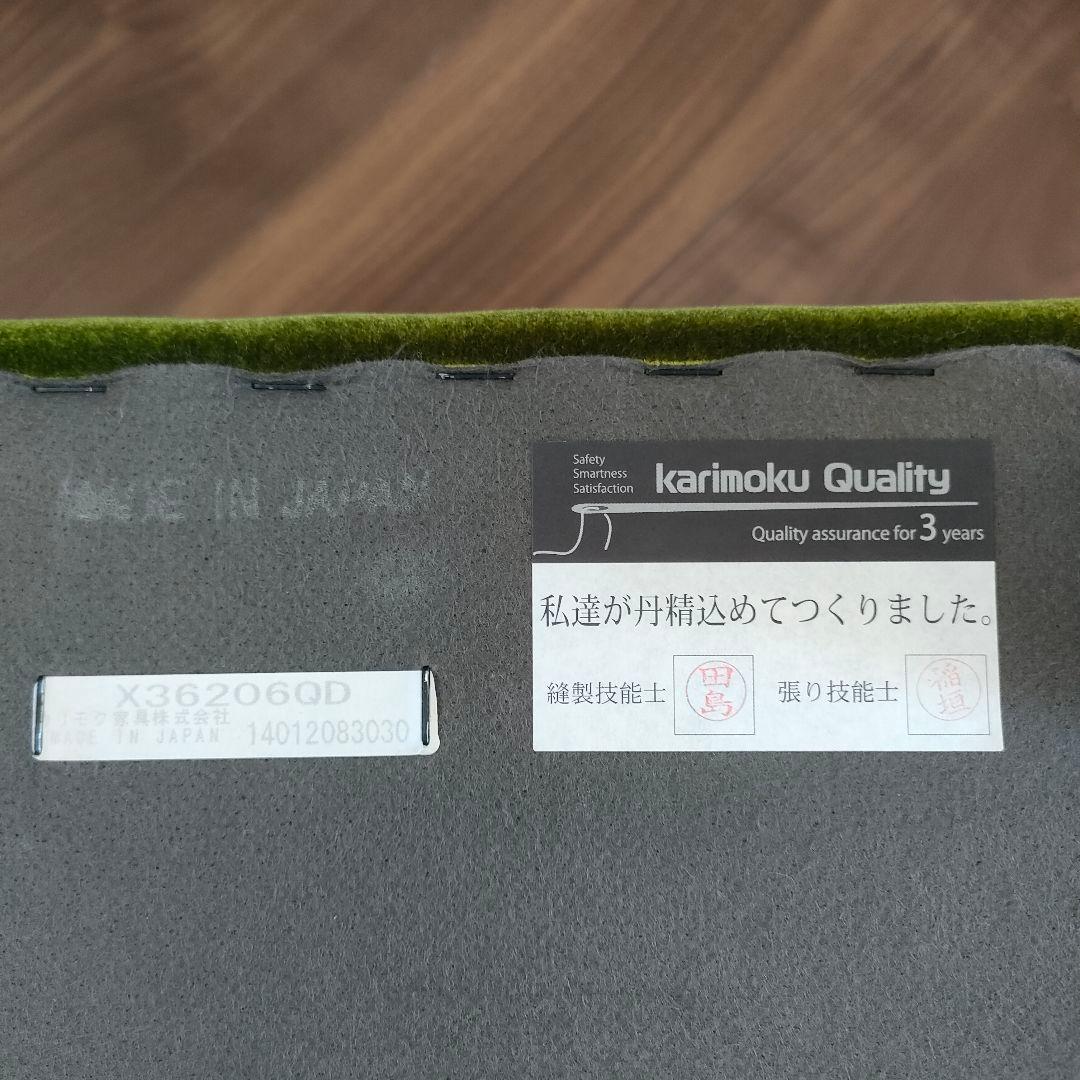 MADE IN JAPAN
X36206QD
カリモク家具株式会社
MADE IN JAPAN 14012083030
Safety
Smartness
Satisfaction
karimoku Quality
Quality assurance for 3 years
私達が丹精込めてつくりました。
縫製技能士 田島 張り技能士 稲垣